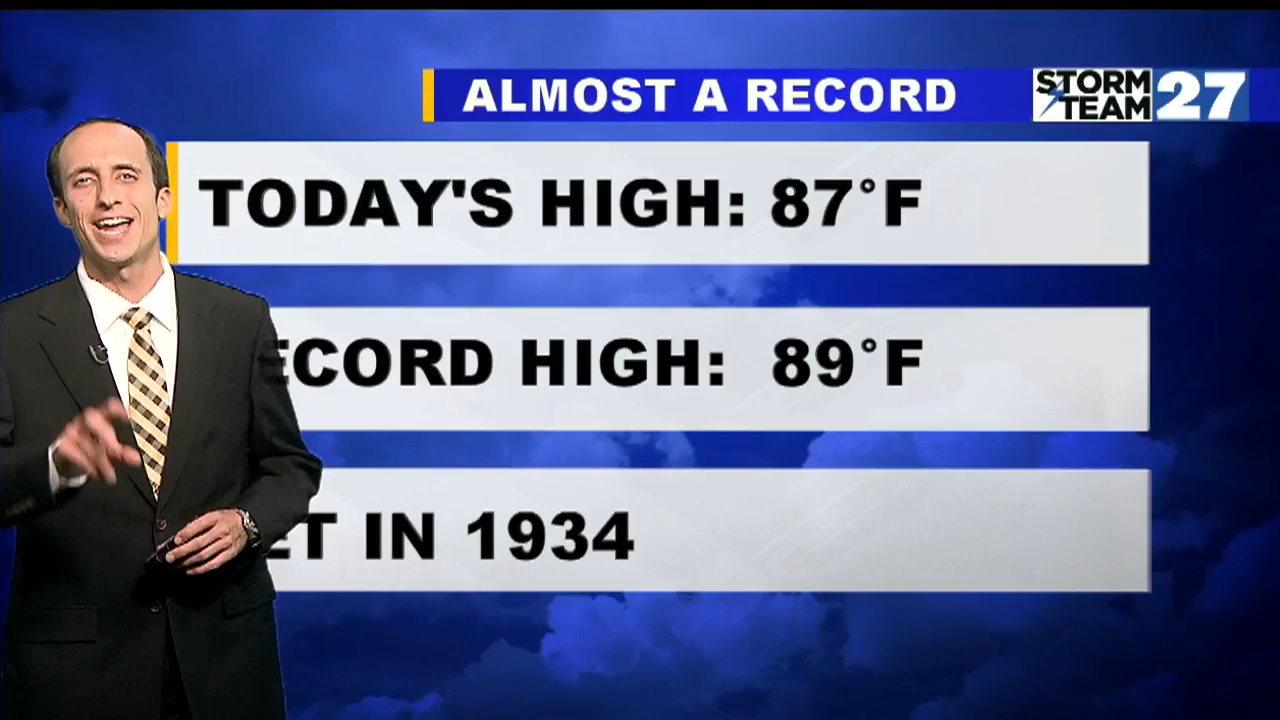 ALMOST A RECORD
STORM TEAM 27
TODAY'S HIGH: 87°F
ECORD HIGH: 89°F
ET IN 1934